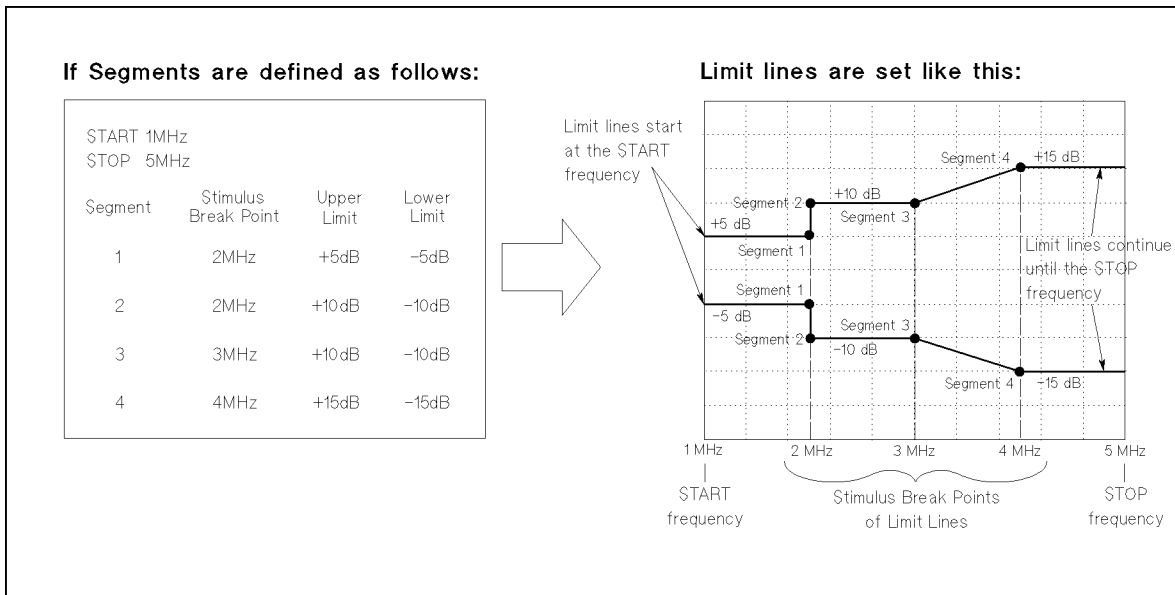 If Segments are defined as follows:
START 1MHz
STOP 5MHz
Segment Stimulus Break Point Upper Limit Lower Limit
1 2MHz +5dB -5dB
2 2MHz +10dB -10dB
3 3MHz +10dB -10dB
4 4MHz +15dB -15dB
Limit lines are set like this:
Limit lines start
at the START
frequency
Segment 4
+15 dB
Segment 2
+10 dB
Segment 3
+5 dB
Segment 1
Limit lines continue
until the STOP
frequency
Segment 1
-5 dB
Segment 3
Segment 2
-10 dB
Segment 4
-15 dB
1 MHz 2 MHz 3 MHz 4 MHz 5 MHz
START
frequency
Stimulus Break Points
of Limit Lines
STOP
frequency